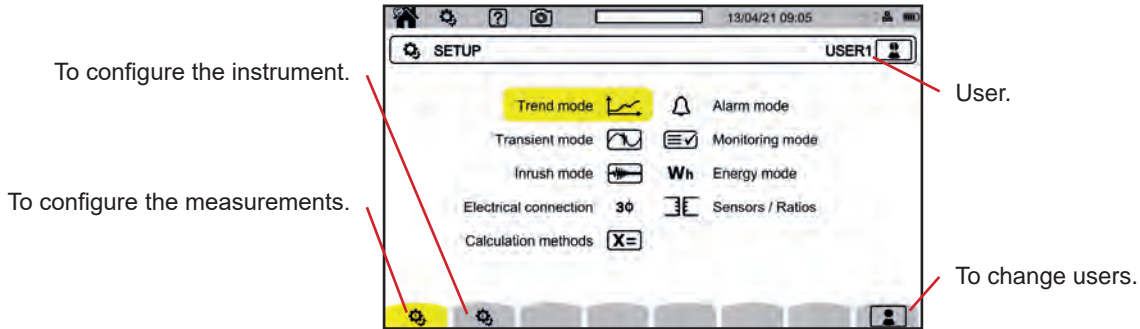 13/04/21 09:05
SETUP USER1
To configure the instrument.
User.
Trend mode Alarm mode
Transient mode Monitoring mode
Inrush mode Wh Energy mode
To configure the measurements.
Electrical connection 3ϕ Sensors / Ratios
Calculation methods X=
To change users.